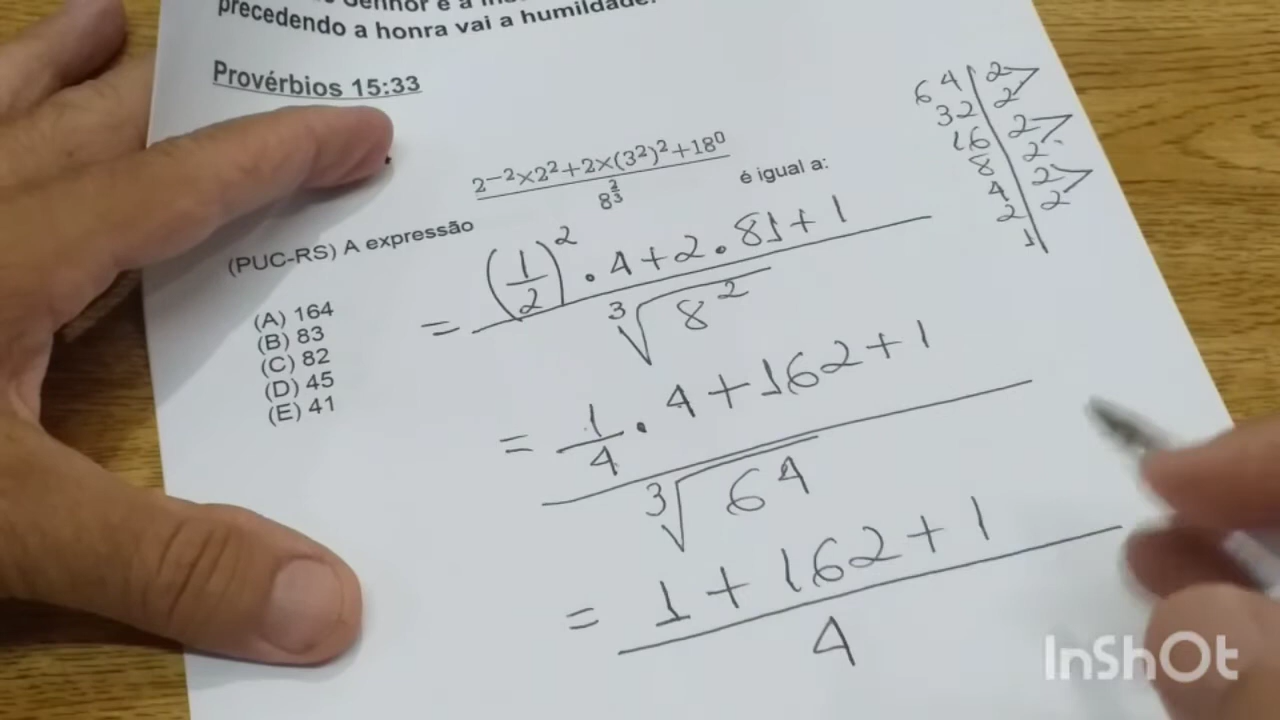 Senhor é a
precedendo a honra vai a humildade.
Provérbios 15:33
(PUC-RS) A expressão 2⁻²×2²+2×(3²)²+18⁰ / 8^(2/3) é igual a:
(A) 164
(B) 83
(C) 82
(D) 45
(E) 41
= (1/2)² . 4 + 2 . 81 + 1 / ³√8²
= 1/4 . 4 + 162 + 1 / ³√64
= 1 + 162 + 1 / 4
64 | 2
32 | 2
16 | 2
8 | 2
4 | 2
2 | 2
1
InShOt